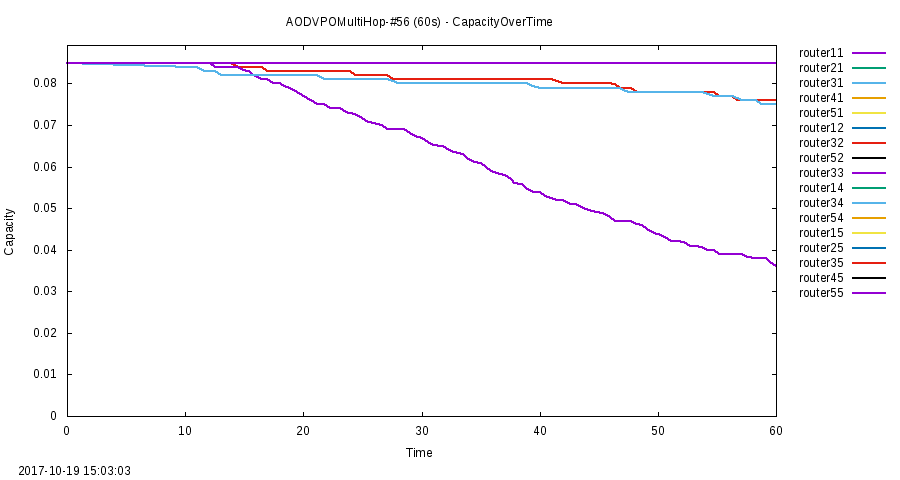 AODVPOMultiHop-#56 (60s) - CapacityOverTime
router11
router21
router31
router41
router51
router12
router32
router52
router33
router14
router34
router54
router15
router25
router35
router45
router55
Capacity
0.08
0.07
0.06
0.05
0.04
0.03
0.02
0.01
0
0 10 20 30 40 50 60
Time
2017-10-19 15:03:03